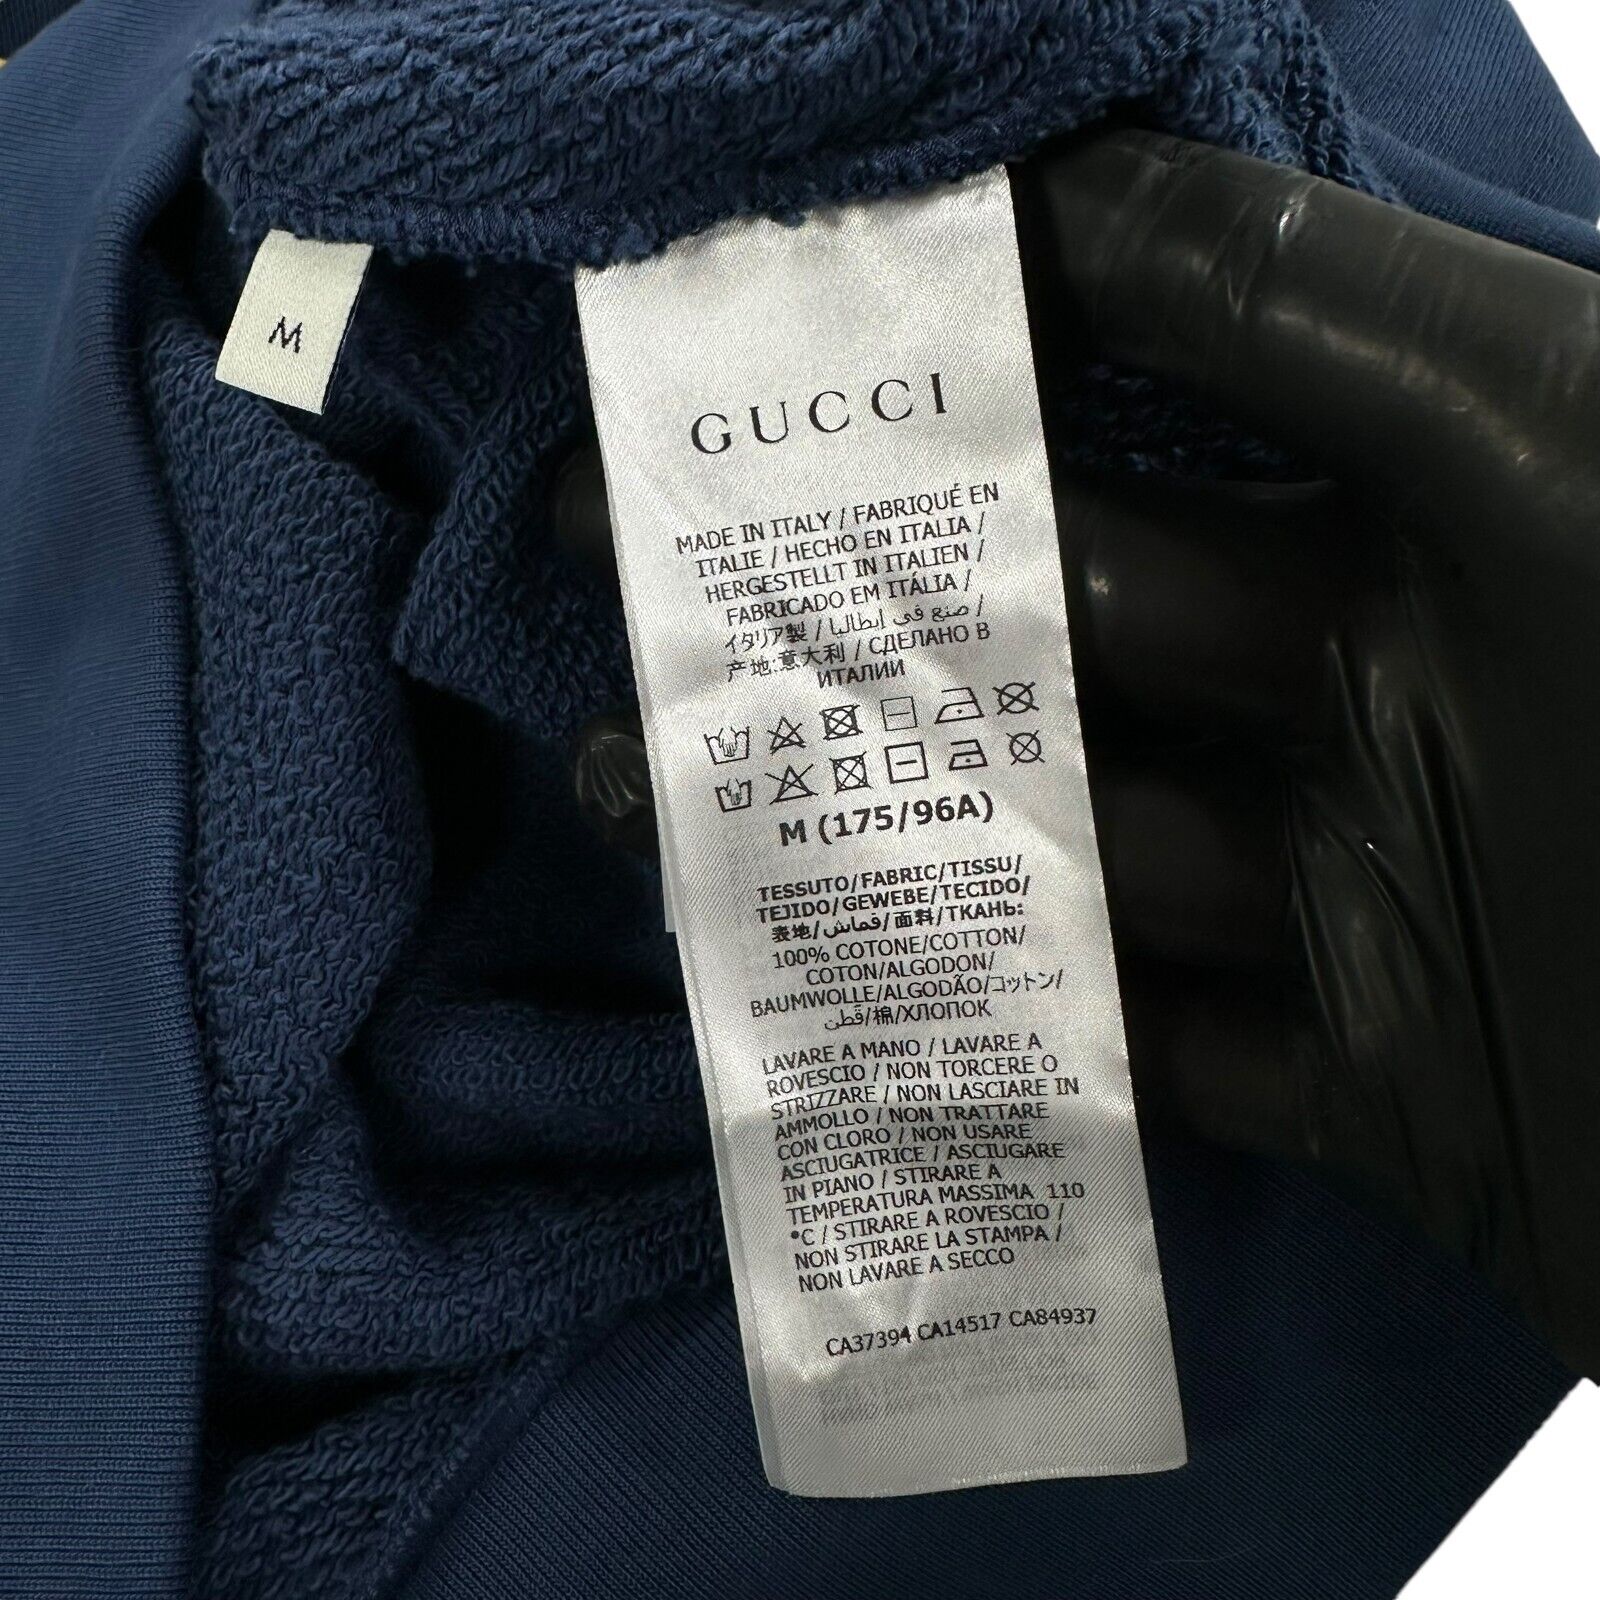 M
GUCCI
MADE IN ITALY / FABRIQUÉ EN
ITALIE / HECHO EN ITALIA /
HERGESTELLT IN ITALIEN /
FABRICADO EM ITÁLIA /
イタリア製 / صنع في إيطاليا /
产地:意大利 / СДЕЛАНО В
ИТАЛИИ
M (175/96A)
TESSUTO/FABRIC/TISSU/
TEJIDO/GEWEBE/TECIDO/
表地/قماش/面料/ТКАНЬ:
100% COTONE/COTTON/
COTON/ALGODON/
BAUMWOLLE/ALGODÃO/コットン/
قطن/棉/ХЛОПОК
LAVARE A MANO / LAVARE A
ROVESCIO / NON TORCERE O
STRIZZARE / NON LASCIARE IN
AMMOLLO / NON TRATTARE
CON CLORO / NON USARE
ASCIUGATRICE / ASCIUGARE
IN PIANO / STIRARE A
TEMPERATURA MASSIMA 110
°C / STIRARE A ROVESCIO /
NON STIRARE LA STAMPA /
NON LAVARE A SECCO
CA37394 CA14517 CA84937